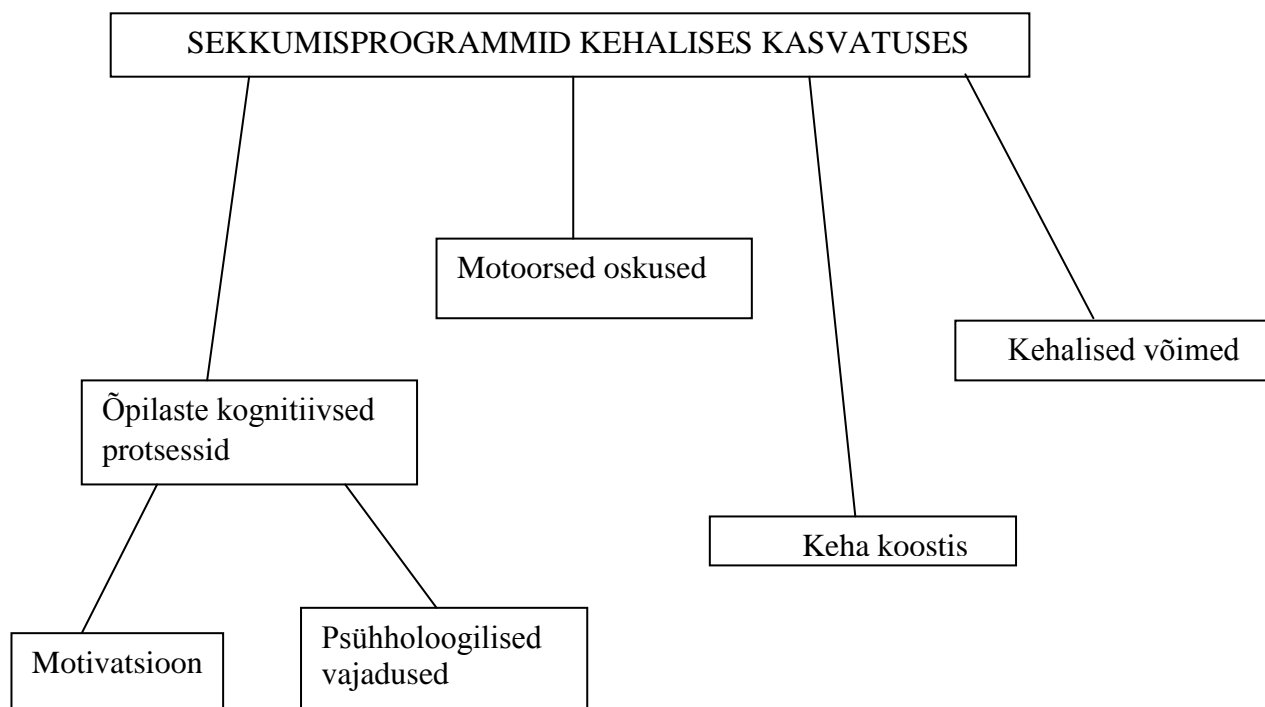 SEKKUMISPROGRAMMID KEHALISES KASVATUSES
Motoorsed oskused
Kehalised võimed
Õpilaste kognitiivsed
protsessid
Keha koostis
Motivatsioon
Psühholoogilised
vajadused